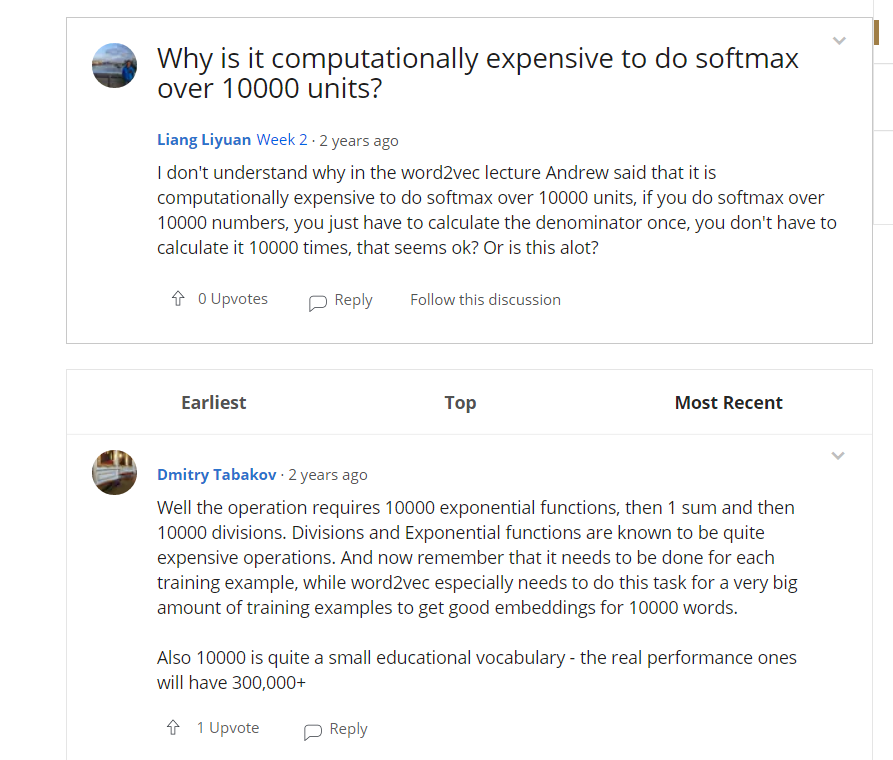 Why is it computationally expensive to do softmax
over 10000 units?
Liang Liyuan Week 2 · 2 years ago
I don't understand why in the word2vec lecture Andrew said that it is
computationally expensive to do softmax over 10000 units, if you do softmax over
10000 numbers, you just have to calculate the denominator once, you don't have to
calculate it 10000 times, that seems ok? Or is this alot?
0 Upvotes Reply Follow this discussion
Earliest Top Most Recent
Dmitry Tabakov · 2 years ago
Well the operation requires 10000 exponential functions, then 1 sum and then
10000 divisions. Divisions and Exponential functions are known to be quite
expensive operations. And now remember that it needs to be done for each
training example, while word2vec especially needs to do this task for a very big
amount of training examples to get good embeddings for 10000 words.
Also 10000 is quite a small educational vocabulary - the real performance ones
will have 300,000+
1 Upvote Reply